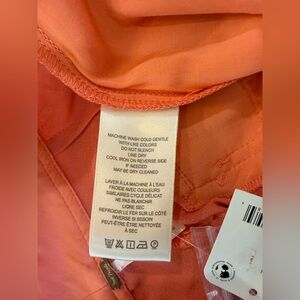 MACHINE WASH COLD GENTLE
WITH LIKE COLORS
DO NOT BLEACH
LINE DRY
COOL IRON ON REVERSE SIDE
IF NEEDED
MAY BE DRY CLEANED
LAVER À LA MACHINE À L'EAU
FROIDE AVEC COULEURS
SIMILAIRES CYCLE DÉLICAT
NE PAS BLANCHIR
LIGNE SEC
REFROIDIR LE FER SUR LE CÔTÉ
INVERSE SI BESOIN
PEUT-ÊTRE ÊTRE NETTOYÉ
À SEC